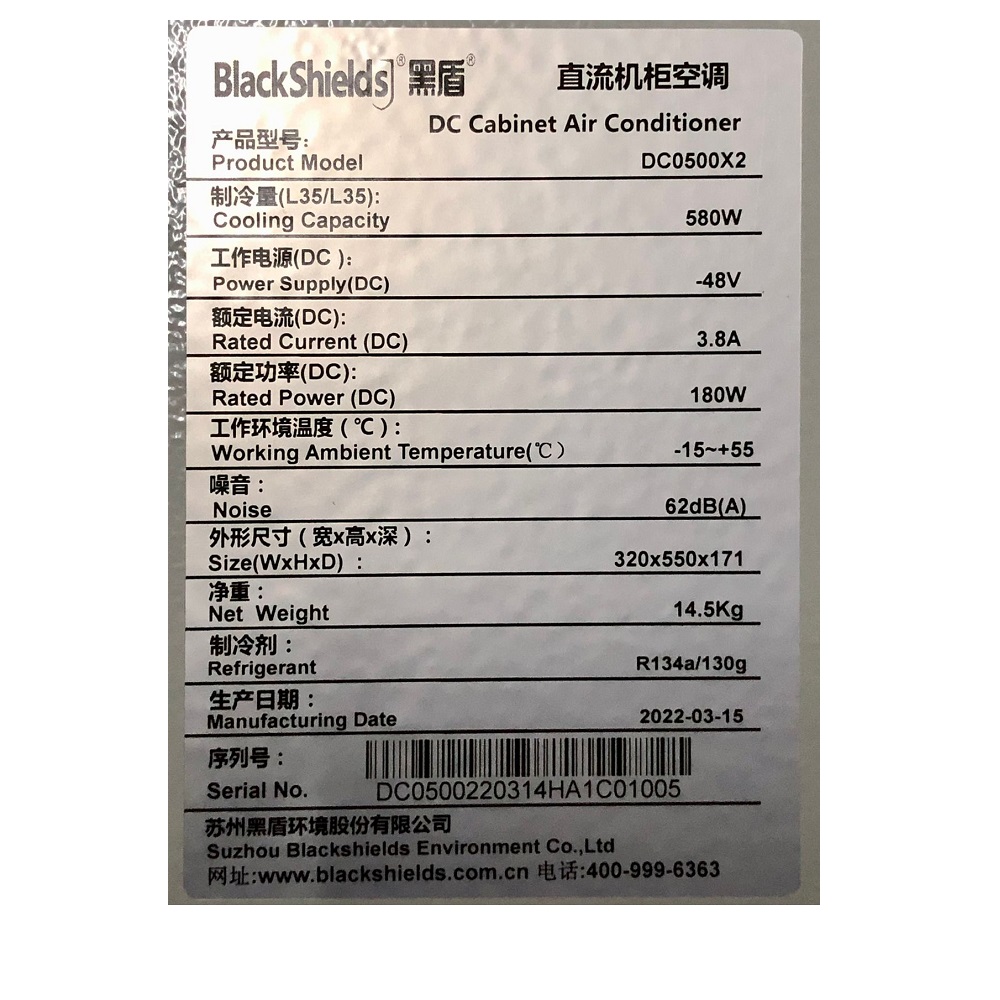 BlackShields® 黑盾® 直流机柜空调
DC Cabinet Air Conditioner
产品型号:
Product Model DC0500X2
制冷量(L35/L35):
Cooling Capacity 580W
工作电源(DC ):
Power Supply(DC) -48V
额定电流(DC):
Rated Current (DC) 3.8A
额定功率(DC):
Rated Power (DC) 180W
工作环境温度 ( ℃ ) :
Working Ambient Temperature(℃) -15~+55
噪音 :
Noise 62dB(A)
外形尺寸 ( 宽x高x深 ) :
Size(WxHxD) : 320x550x171
净重 :
Net Weight 14.5Kg
制冷剂 :
Refrigerant R134a/130g
生产日期 :
Manufacturing Date 2022-03-15
序列号 :
Serial No. DC0500220314HA1C01005
苏州黑盾环境股份有限公司
Suzhou Blackshields Environment Co.,Ltd
网址:www.blackshields.com.cn 电话:400-999-6363